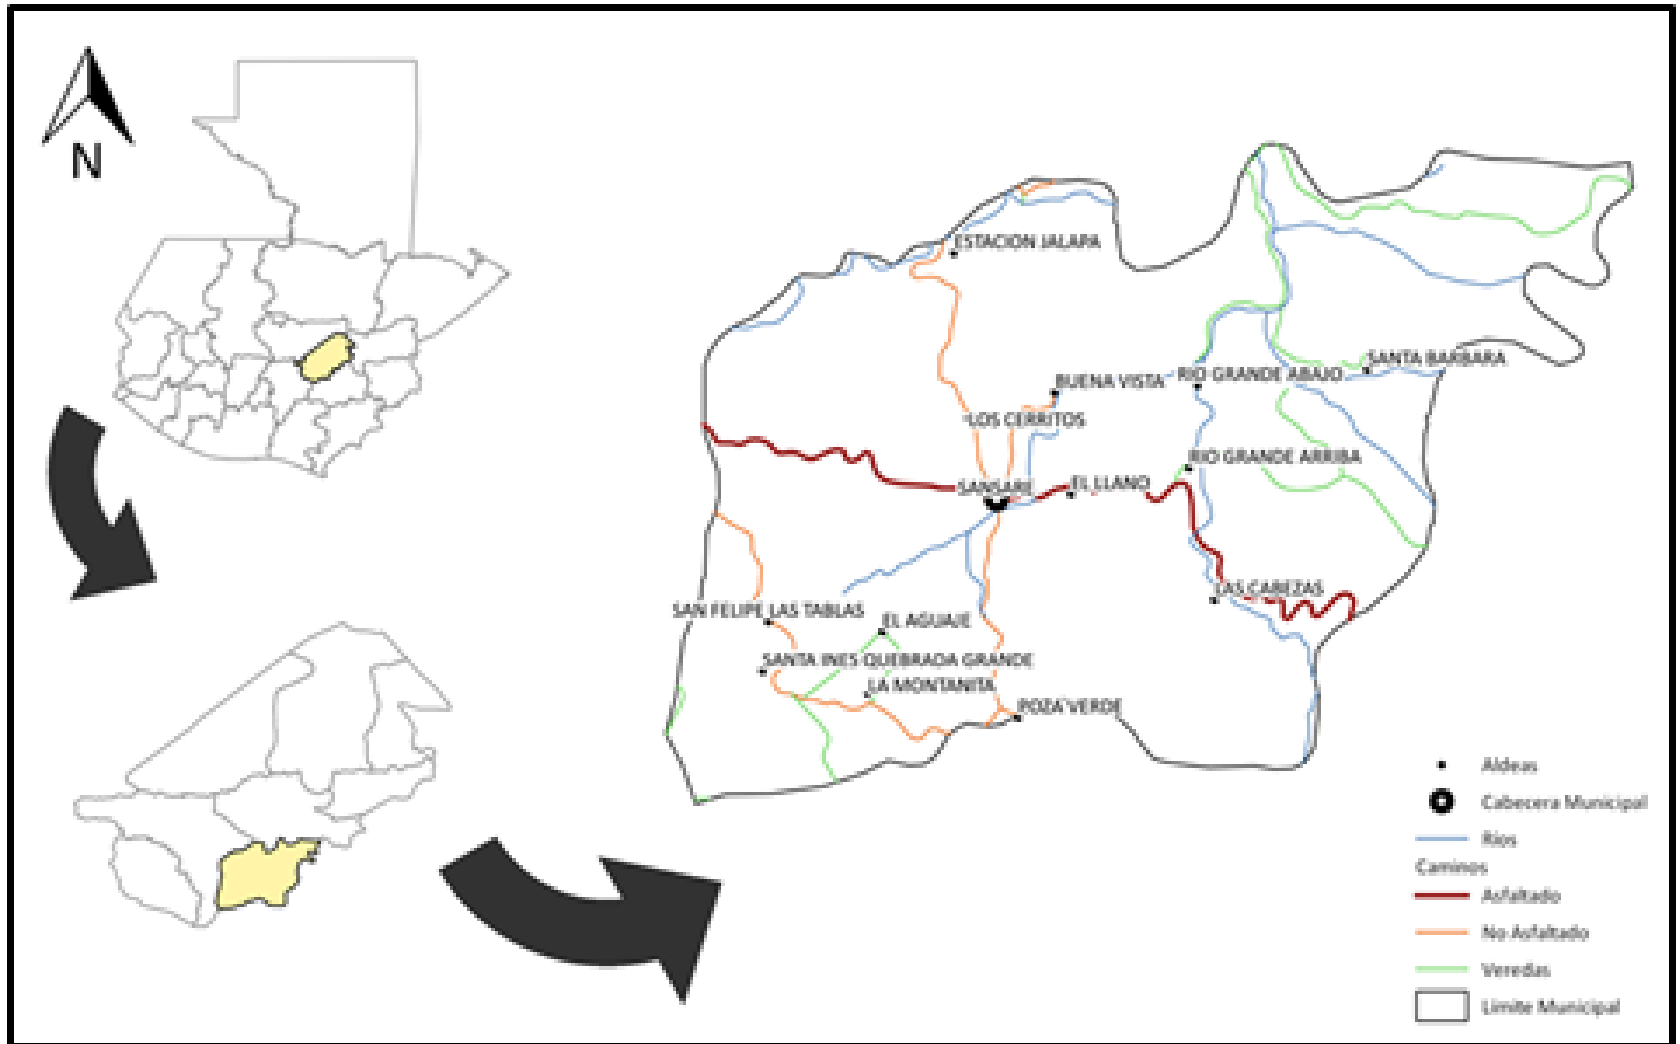 N
ESTACION JALAPA
SANTA BARBARA
BUENA VISTA
RIO GRANDE ABAJO
LOS CERRITOS
RIO GRANDE ARRIBA
SANSARE
EL LLANO
LAS CABEZAS
SAN FELIPE LAS TABLAS
EL AGUAJE
SANTA INES QUEBRADA GRANDE
LA MONTANITA
POZA VERDE
Aldeas
Cabecera Municipal
Ríos
Caminos
Asfaltado
No Asfaltado
Veredas
Limite Municipal